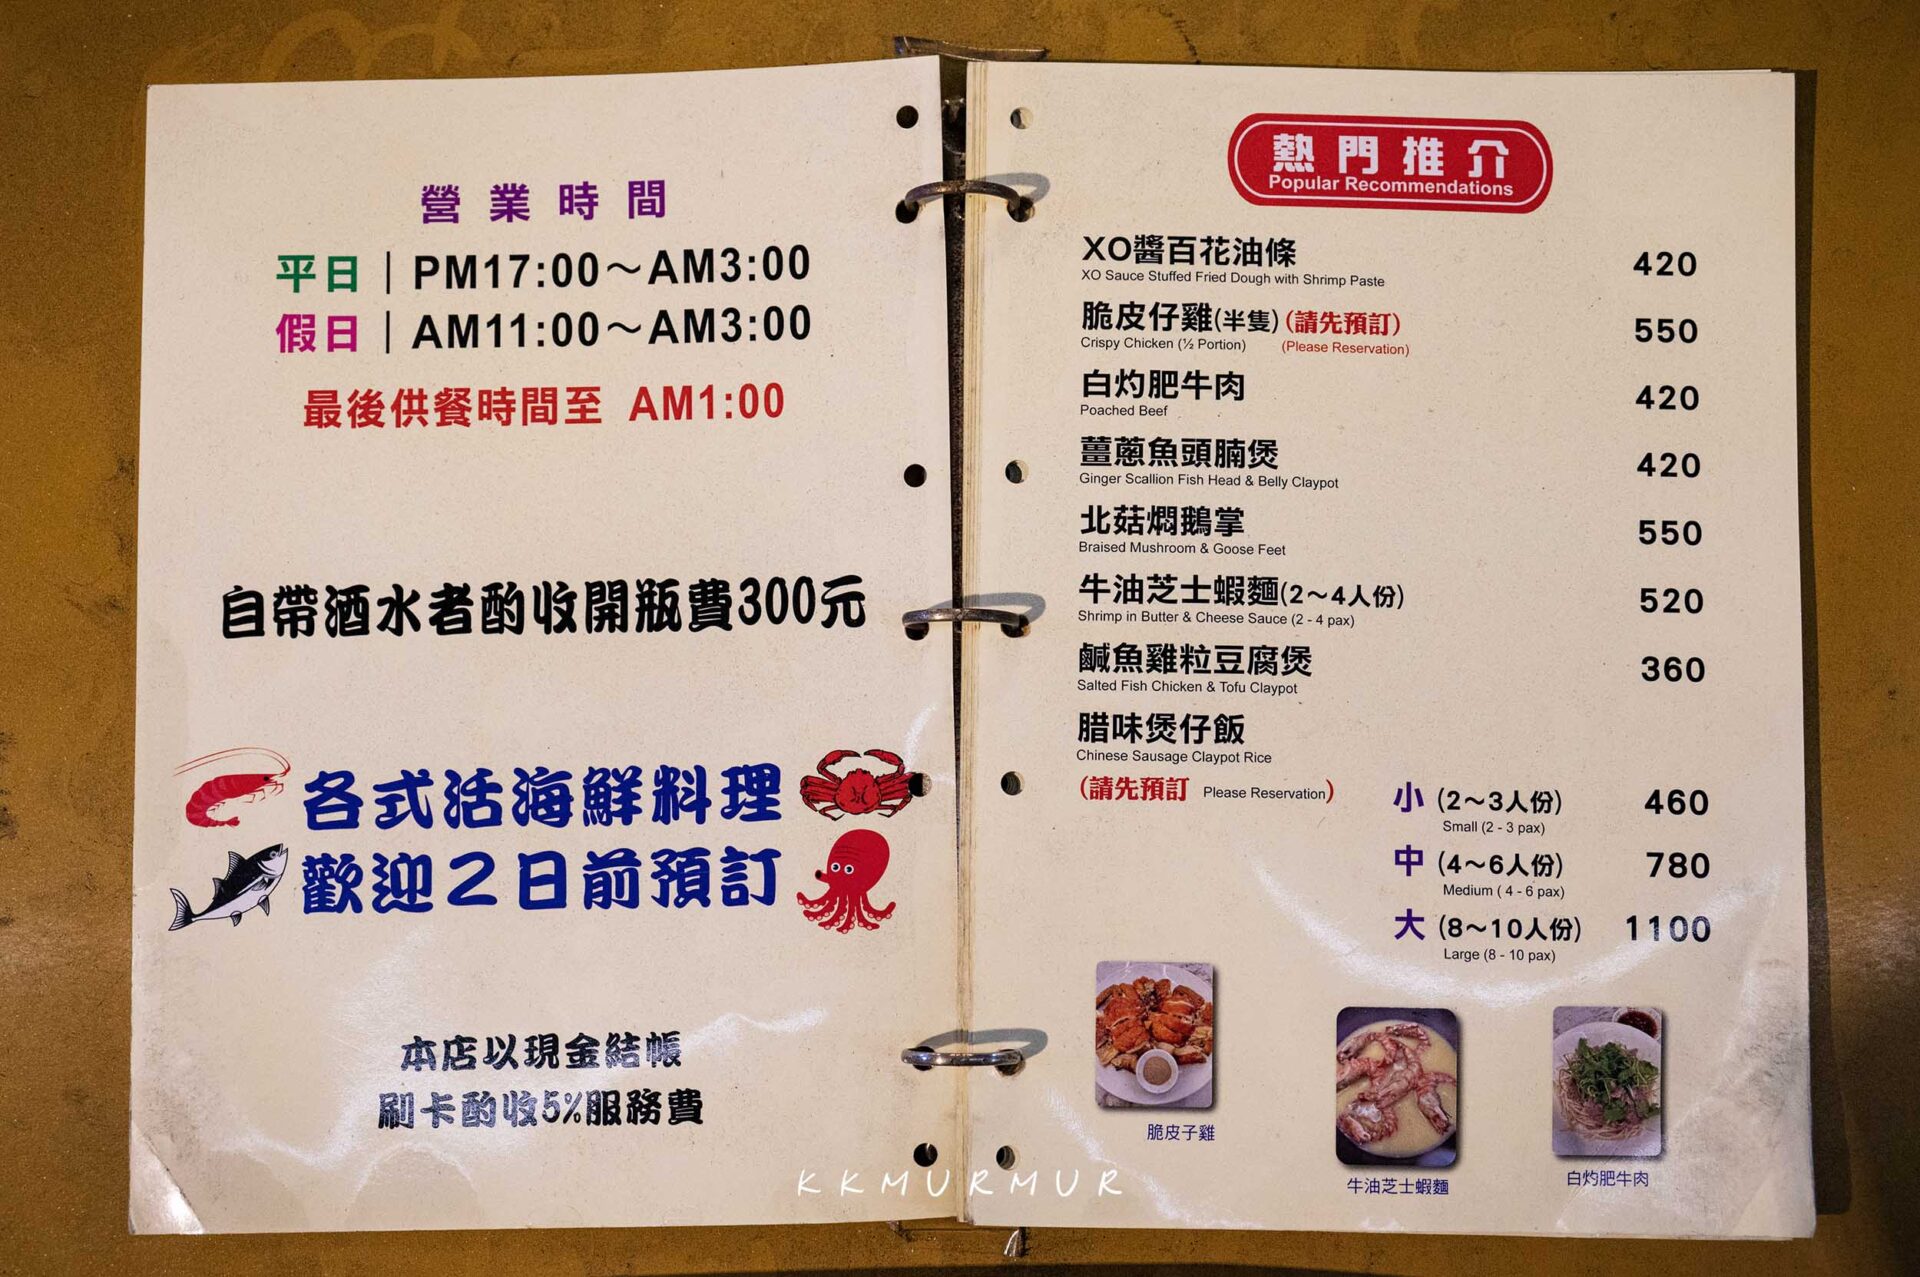 營業時間
平日｜PM17:00～AM3:00
假日｜AM11:00～AM3:00
最後供餐時間至 AM1:00
自帶酒水者酌收開瓶費300元
各式活海鮮料理
歡迎2日前預訂
本店以現金結帳
刷卡酌收5%服務費
熱門推介
Popular Recommendations
XO醬百花油條 420
XO Sauce Stuffed Fried Dough with Shrimp Paste
脆皮仔雞(半隻)(請先預訂) 550
Crispy Chicken (½ Portion) (Please Reservation)
白灼肥牛肉 420
Poached Beef
薑蔥魚頭腩煲 420
Ginger Scallion Fish Head & Belly Claypot
北菇燜鵝掌 550
Braised Mushroom & Goose Feet
牛油芝士蝦麵(2～4人份) 520
Shrimp in Butter & Cheese Sauce (2 - 4 pax)
鹹魚雞粒豆腐煲 360
Salted Fish Chicken & Tofu Claypot
腊味煲仔飯
Chinese Sausage Claypot Rice
(請先預訂 Please Reservation) 小 (2～3人份) 460
Small (2 - 3 pax)
中 (4～6人份) 780
Medium ( 4 - 6 pax)
大 (8～10人份) 1100
Large (8 - 10 pax)
脆皮子雞
牛油芝士蝦麵
白灼肥牛肉
KKMURMUR